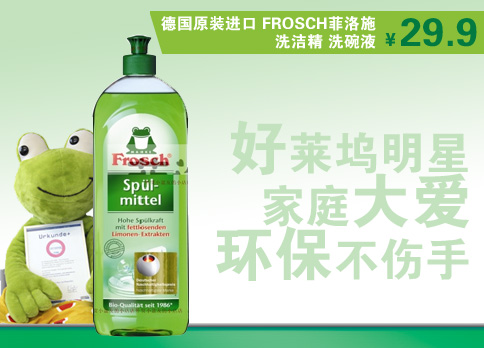 德国原装进口 FROSCH菲洛施
洗洁精 洗碗液
¥29.9
好莱坞明星
家庭大爱
环保不伤手
Urkunde
Frosch
Spül-
mittel
Hohe Spülkraft
mit fettlösenden
Limonen-Extrakten
Bio-Qualität seit 1986*